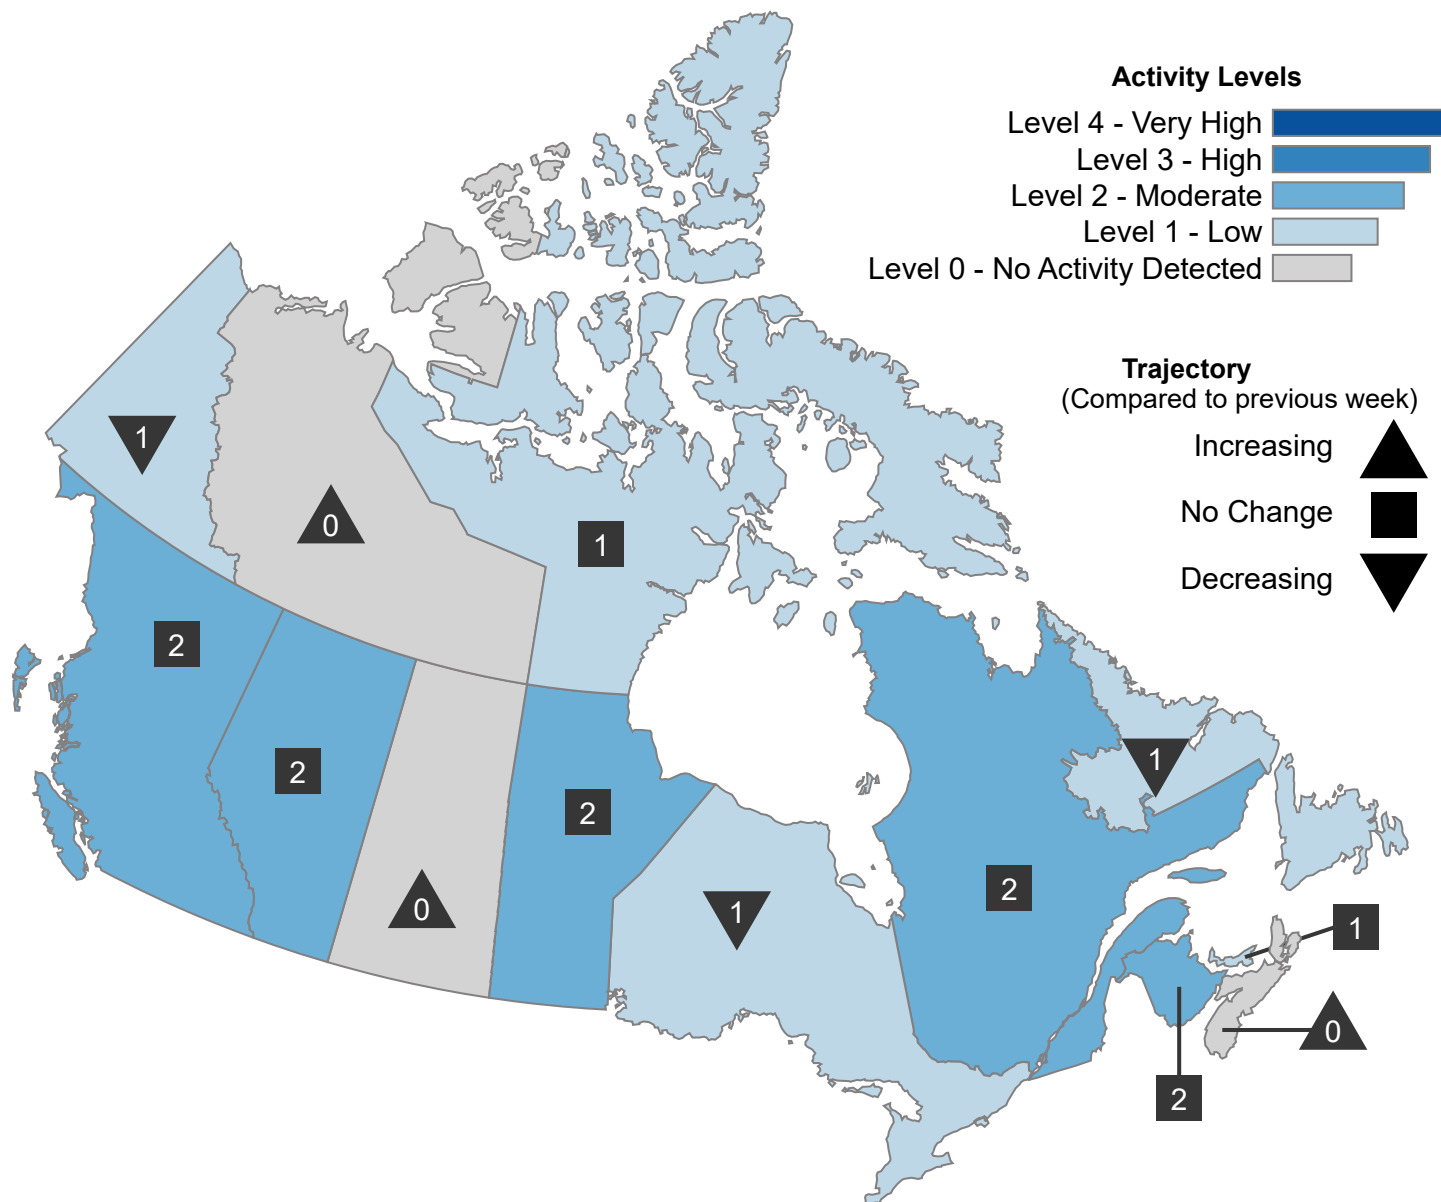 Activity Levels
Level 4 - Very High
Level 3 - High
Level 2 - Moderate
Level 1 - Low
Level 0 - No Activity Detected
Trajectory
(Compared to previous week)
Increasing
No Change
Decreasing
1
0
1
2
2
2
0
1
2
1
1
0
2